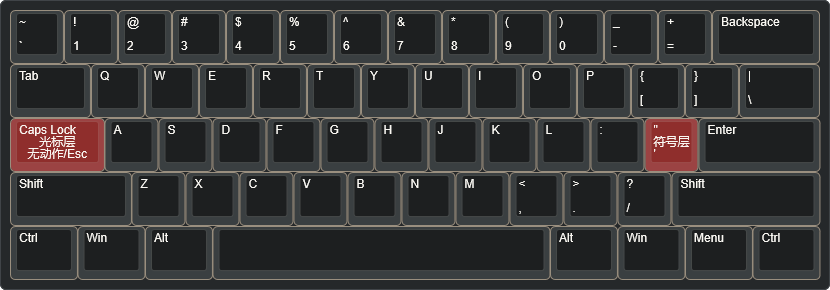 ~ ! @ # $ % ^ & * ( ) _ + Backspace
` 1 2 3 4 5 6 7 8 9 0 - =
Tab Q W E R T Y U I O P { } |
[ ] \
Caps Lock A S D F G H J K L : " Enter
光标层 符号层
无动作/Esc '
Shift Z X C V B N M < > ? Shift
, . /
Ctrl Win Alt Alt Win Menu Ctrl